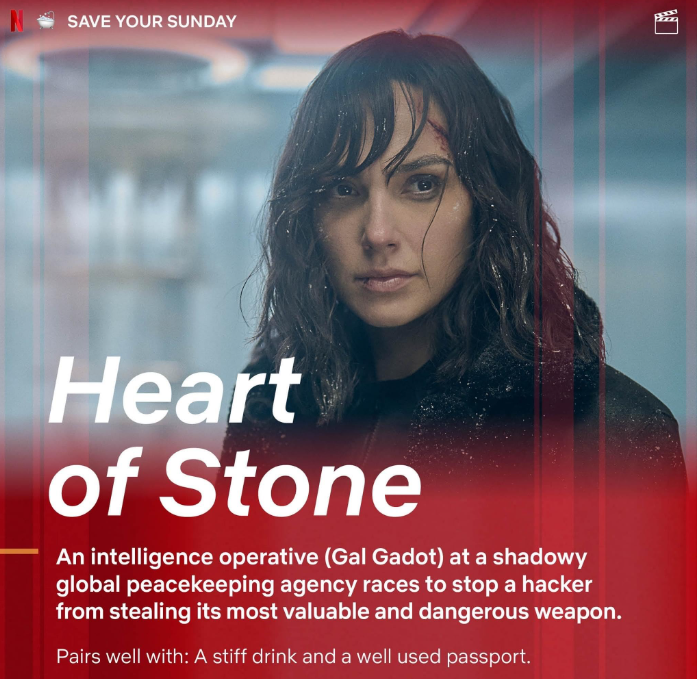 N SAVE YOUR SUNDAY
Heart
of Stone
An intelligence operative (Gal Gadot) at a shadowy
global peacekeeping agency races to stop a hacker
from stealing its most valuable and dangerous weapon.
Pairs well with: A stiff drink and a well used passport.